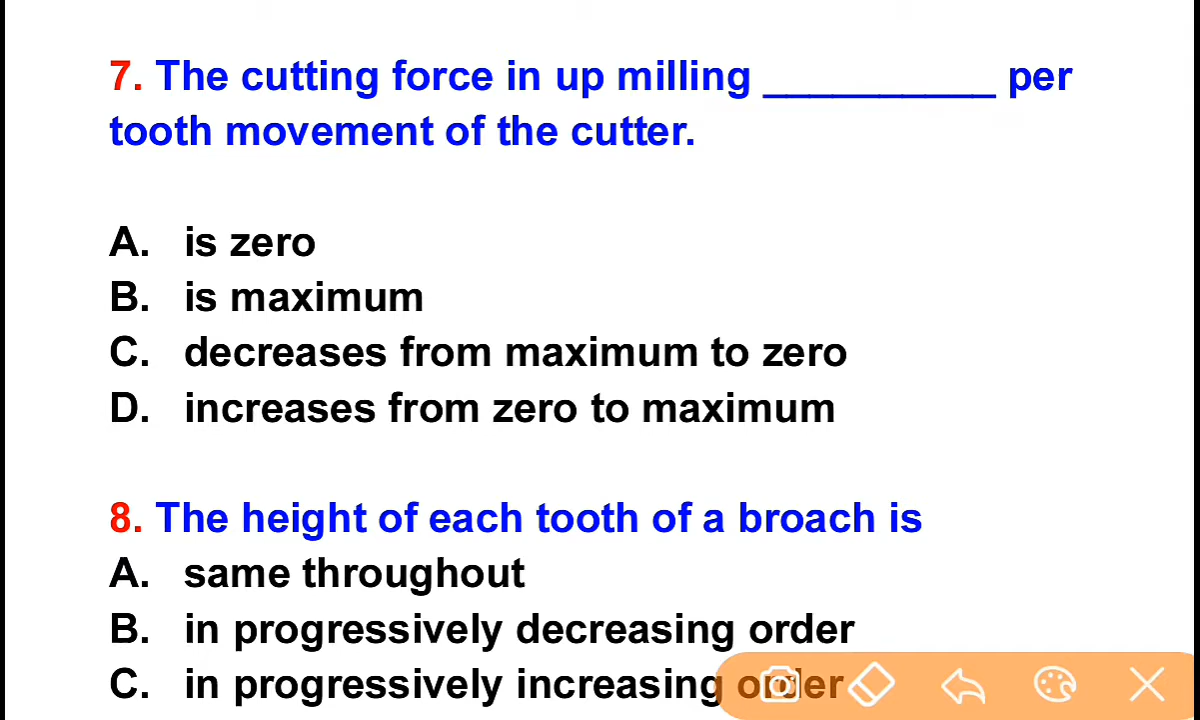 7. The cutting force in up milling __________ per
tooth movement of the cutter.
A. is zero
B. is maximum
C. decreases from maximum to zero
D. increases from zero to maximum
8. The height of each tooth of a broach is
A. same throughout
B. in progressively decreasing order
C. in progressively increasing order